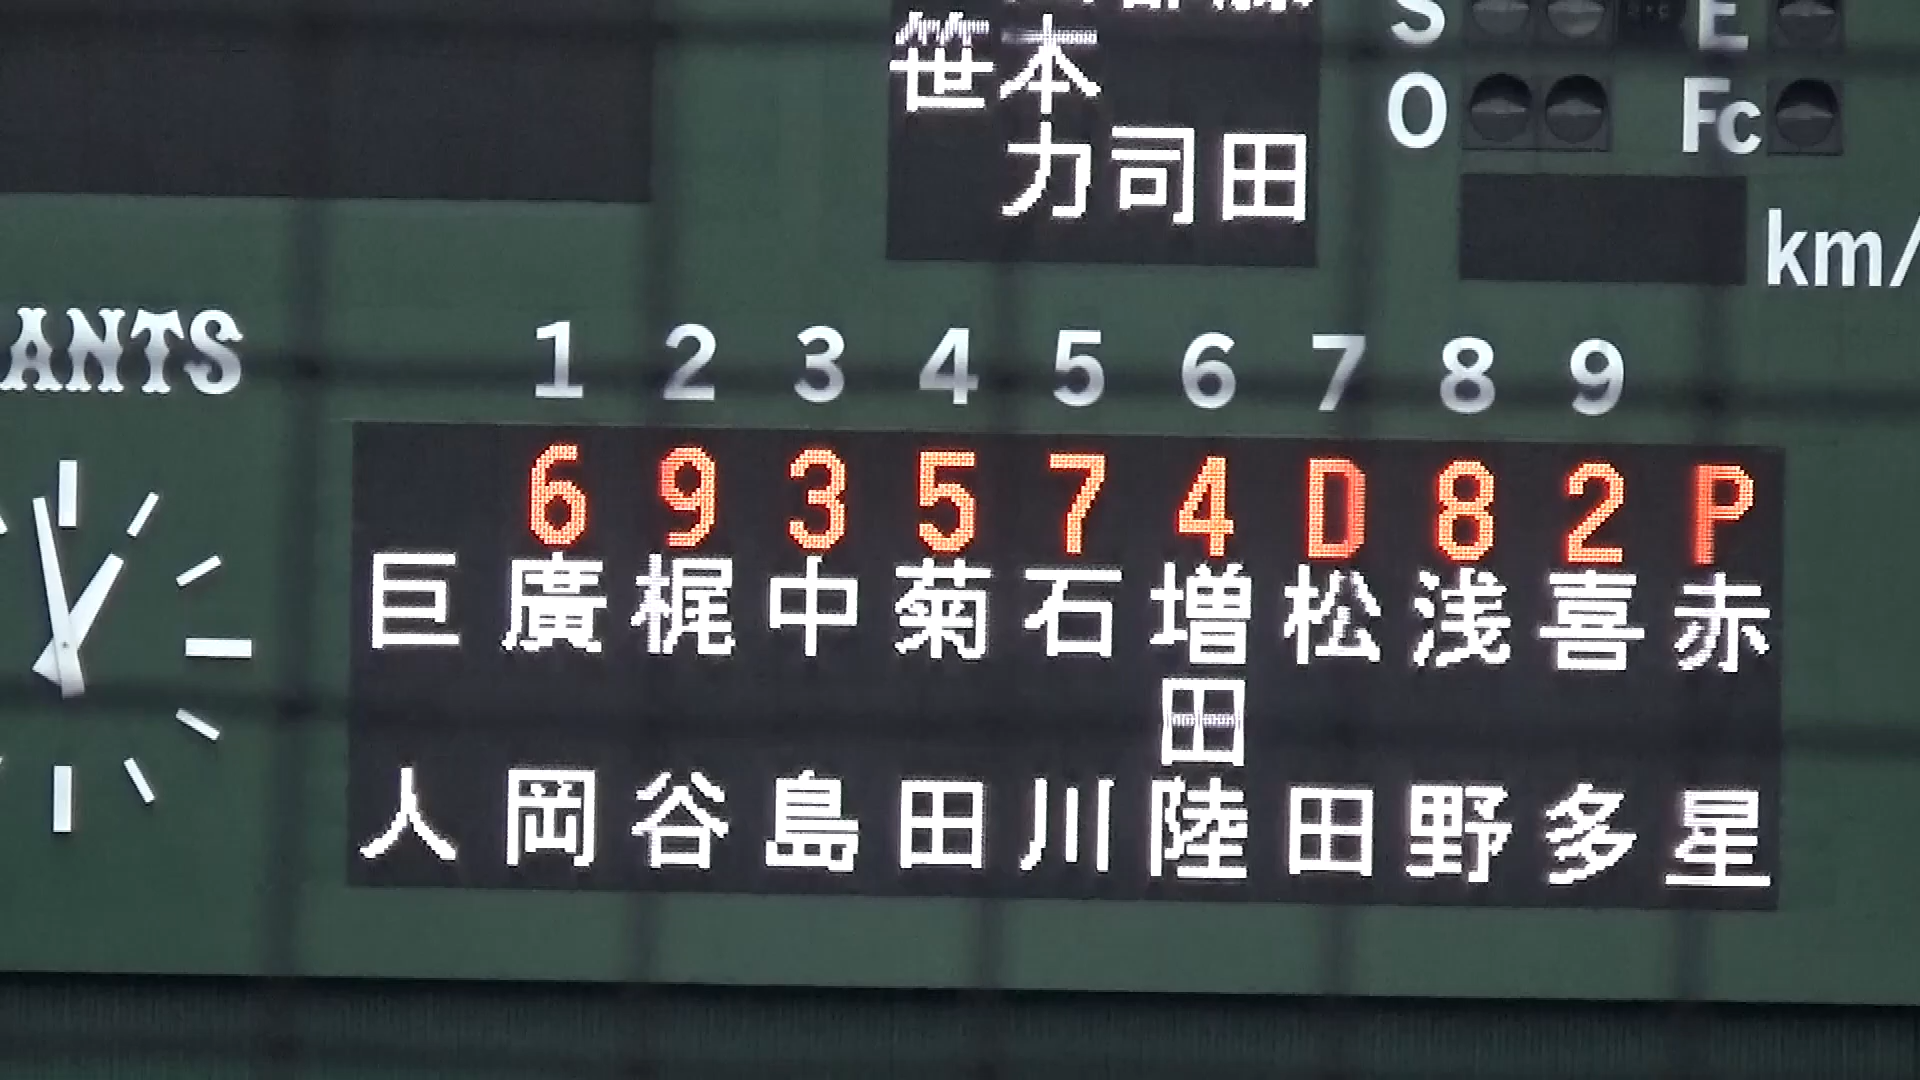 笹本
力司田
S
E
O
Fc
km/
ANTS
1 2 3 4 5 6 7 8 9
6 9 3 5 7 4 D 8 2 P
巨人
廣岡
梶谷
中島
菊田
石川
増田陸
松田
浅野
喜多
赤星